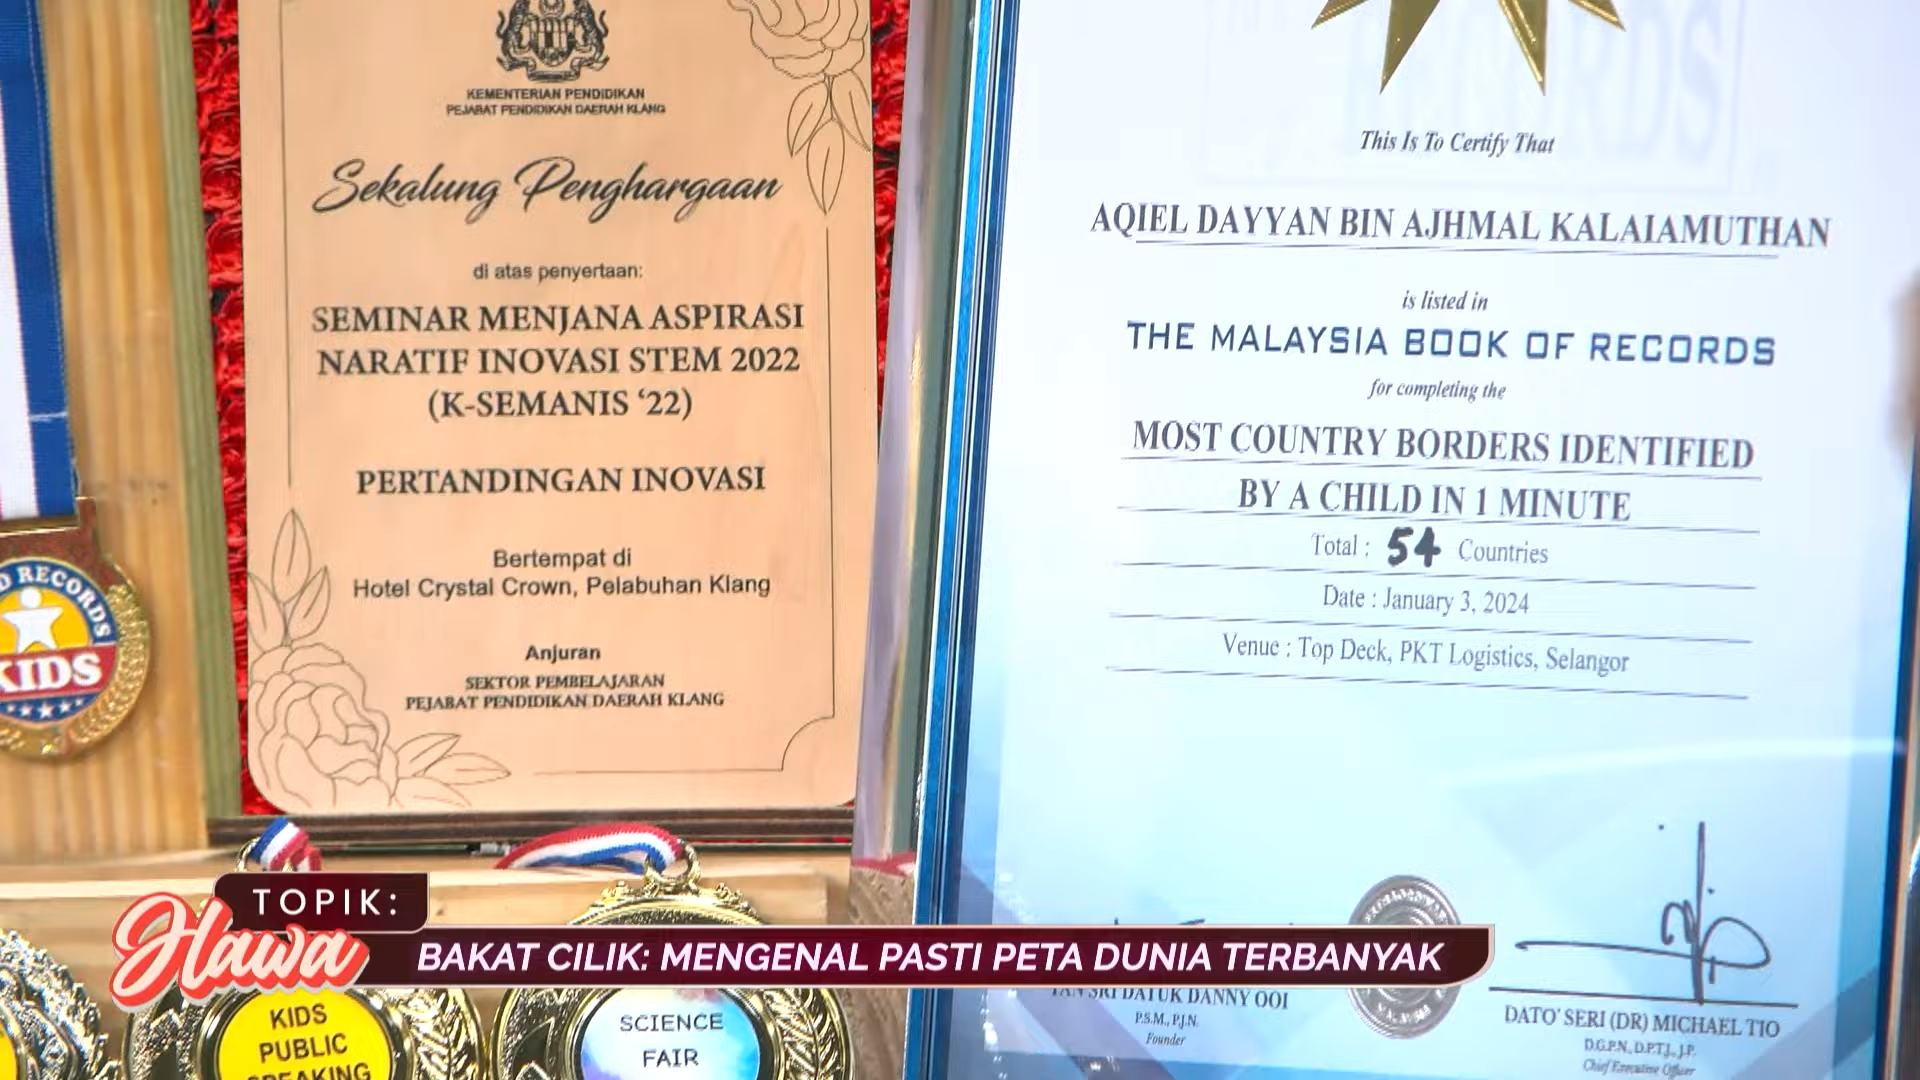 KEMENTERIAN PENDIDIKAN
PEJABAT PENDIDIKAN DAERAH KLANG
Sekalung Penghargaan
di atas penyertaan:
SEMINAR MENJANA ASPIRASI
NARATIF INOVASI STEM 2022
(K-SEMANIS ‘22)
PERTANDINGAN INOVASI
Bertempat di
Hotel Crystal Crown, Pelabuhan Klang
Anjuran
SEKTOR PEMBELAJARAN
PEJABAT PENDIDIKAN DAERAH KLANG
RECORDS
KIDS
RECORDS
This Is To Certify That
AQIEL DAYYAN BIN AJHMAL KALAIAMUTHAN
is listed in
THE MALAYSIA BOOK OF RECORDS
for completing the
MOST COUNTRY BORDERS IDENTIFIED
BY A CHILD IN 1 MINUTE
Total : 54 Countries
Date : January 3, 2024
Venue : Top Deck, PKT Logistics, Selangor
TAN SRI DATUK DANNY OOI
P.S.M., P.J.N.
Founder
DATO' SERI (DR) MICHAEL TIO
D.G.P.N., D.P.T.J., J.P.
Chief Executive Officer
TOPIK:
Hawa
BAKAT CILIK: MENGENAL PASTI PETA DUNIA TERBANYAK
KIDS
PUBLIC
SPEAKING
SCIENCE
FAIR